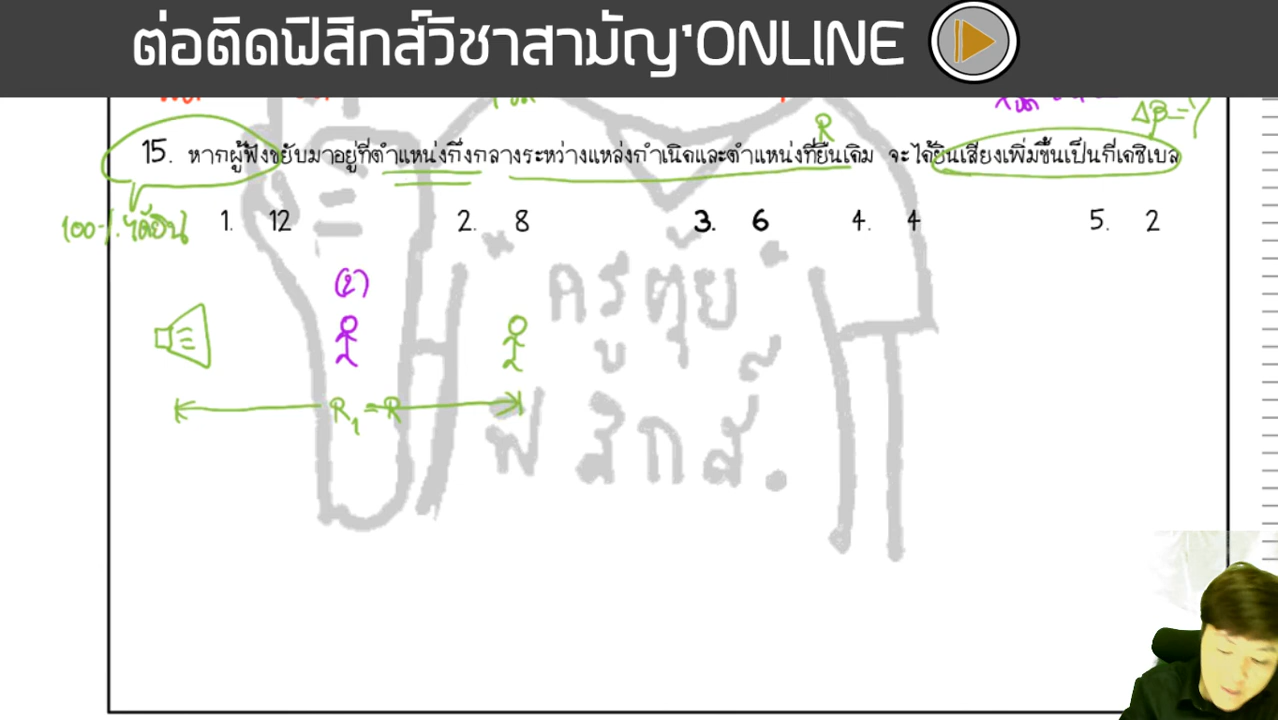 ต่อติดฟิสิกส์วิชาสามัญ'ONLINE
Δβ=?
R
15. หากผู้ฟังขยับมาอยู่ที่ตำแหน่งกึ่งกลางระหว่างแหล่งกำเนิดและตำแหน่งที่ยืนเดิม จะได้ยินเสียงเพิ่มขึ้นเป็นกี่เดซิเบล
100% ได้ยิน
1. 12 2. 8 3. 6 4. 4 5. 2
(2)
R₁=R
ครูตุ้ย
ฟิสิกส์.